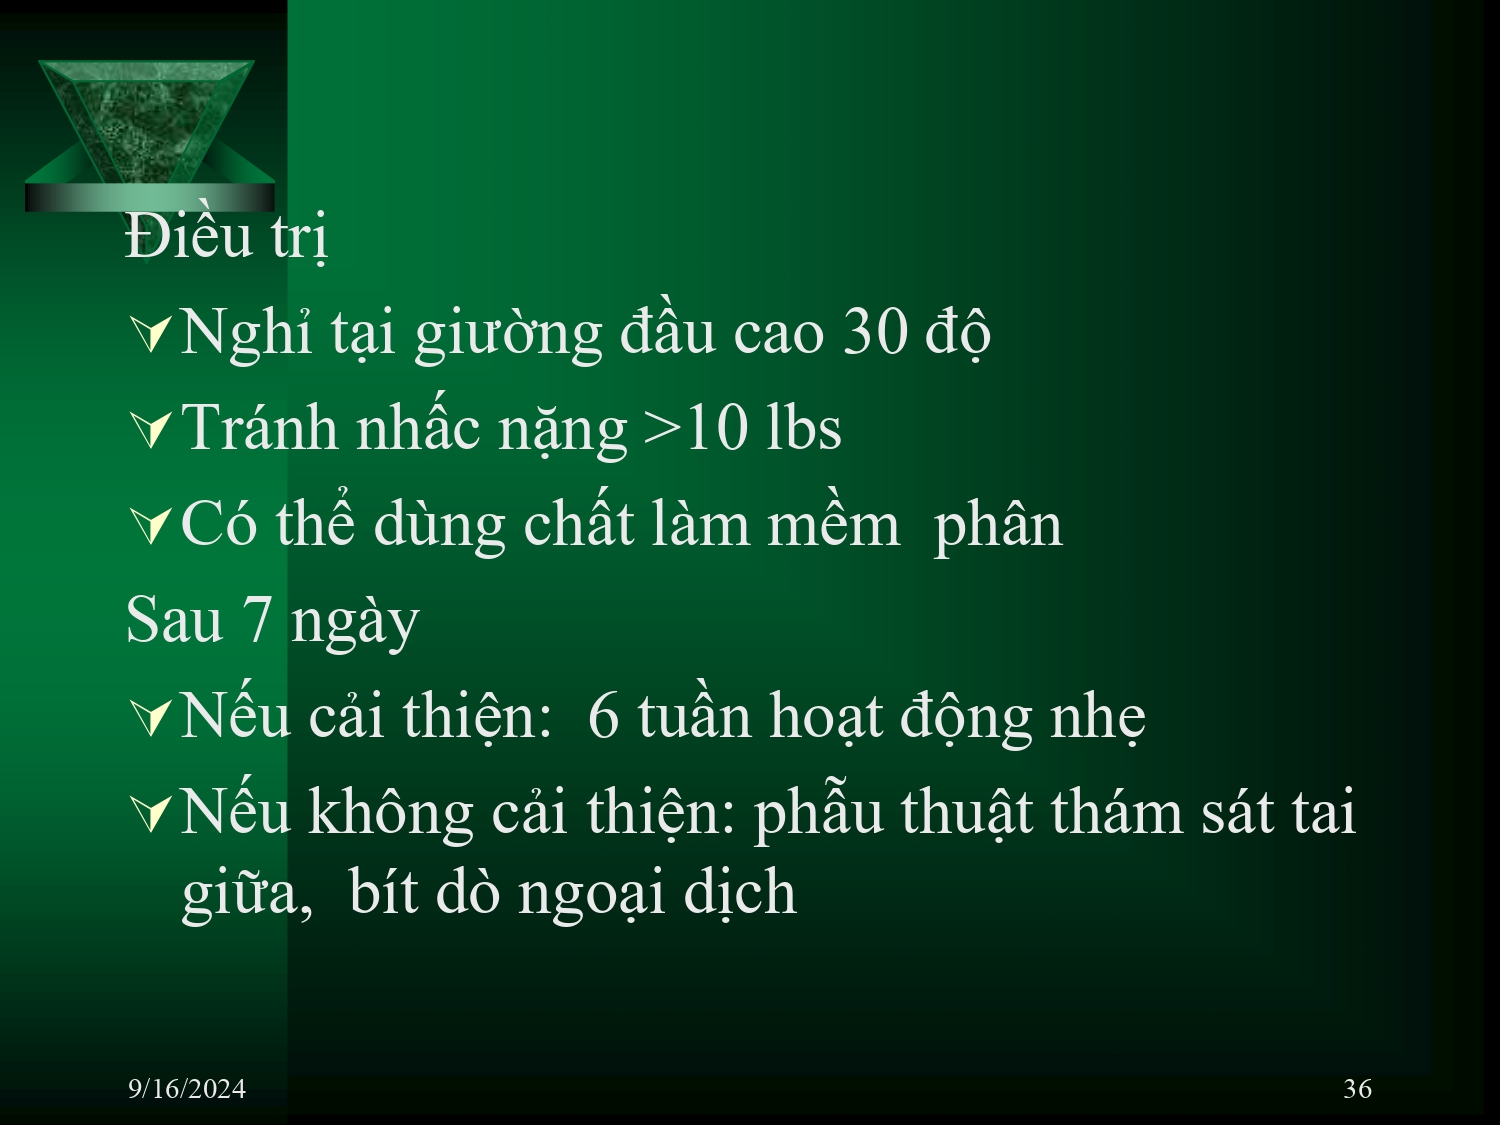 Điều trị
Nghỉ tại giường đầu cao 30 độ
Tránh nhấc nặng >10 lbs
Có thể dùng chất làm mềm  phân
Sau 7 ngày
Nếu cải thiện:  6 tuần hoạt động nhẹ
Nếu không cải thiện: phẫu thuật thám sát tai
giữa,  bít dò ngoại dịch
9/16/2024
36